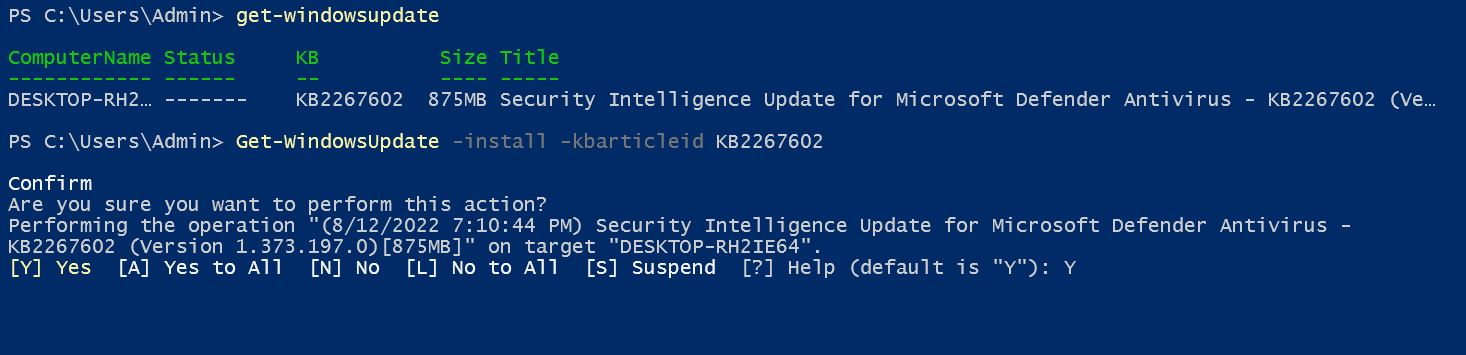 PS C:\Users\Admin> get-windowsupdate
ComputerName Status     KB          Size Title
------------ ------     --          ---- -----
DESKTOP-RH2... -------    KB2267602  875MB Security Intelligence Update for Microsoft Defender Antivirus - KB2267602 (Ve...
PS C:\Users\Admin> Get-WindowsUpdate -install -kbarticleid KB2267602
Confirm
Are you sure you want to perform this action?
Performing the operation "(8/12/2022 7:10:44 PM) Security Intelligence Update for Microsoft Defender Antivirus -
KB2267602 (Version 1.373.197.0)[875MB]" on target "DESKTOP-RH2IE64".
[Y] Yes  [A] Yes to All  [N] No  [L] No to All  [S] Suspend  [?] Help (default is "Y"): Y